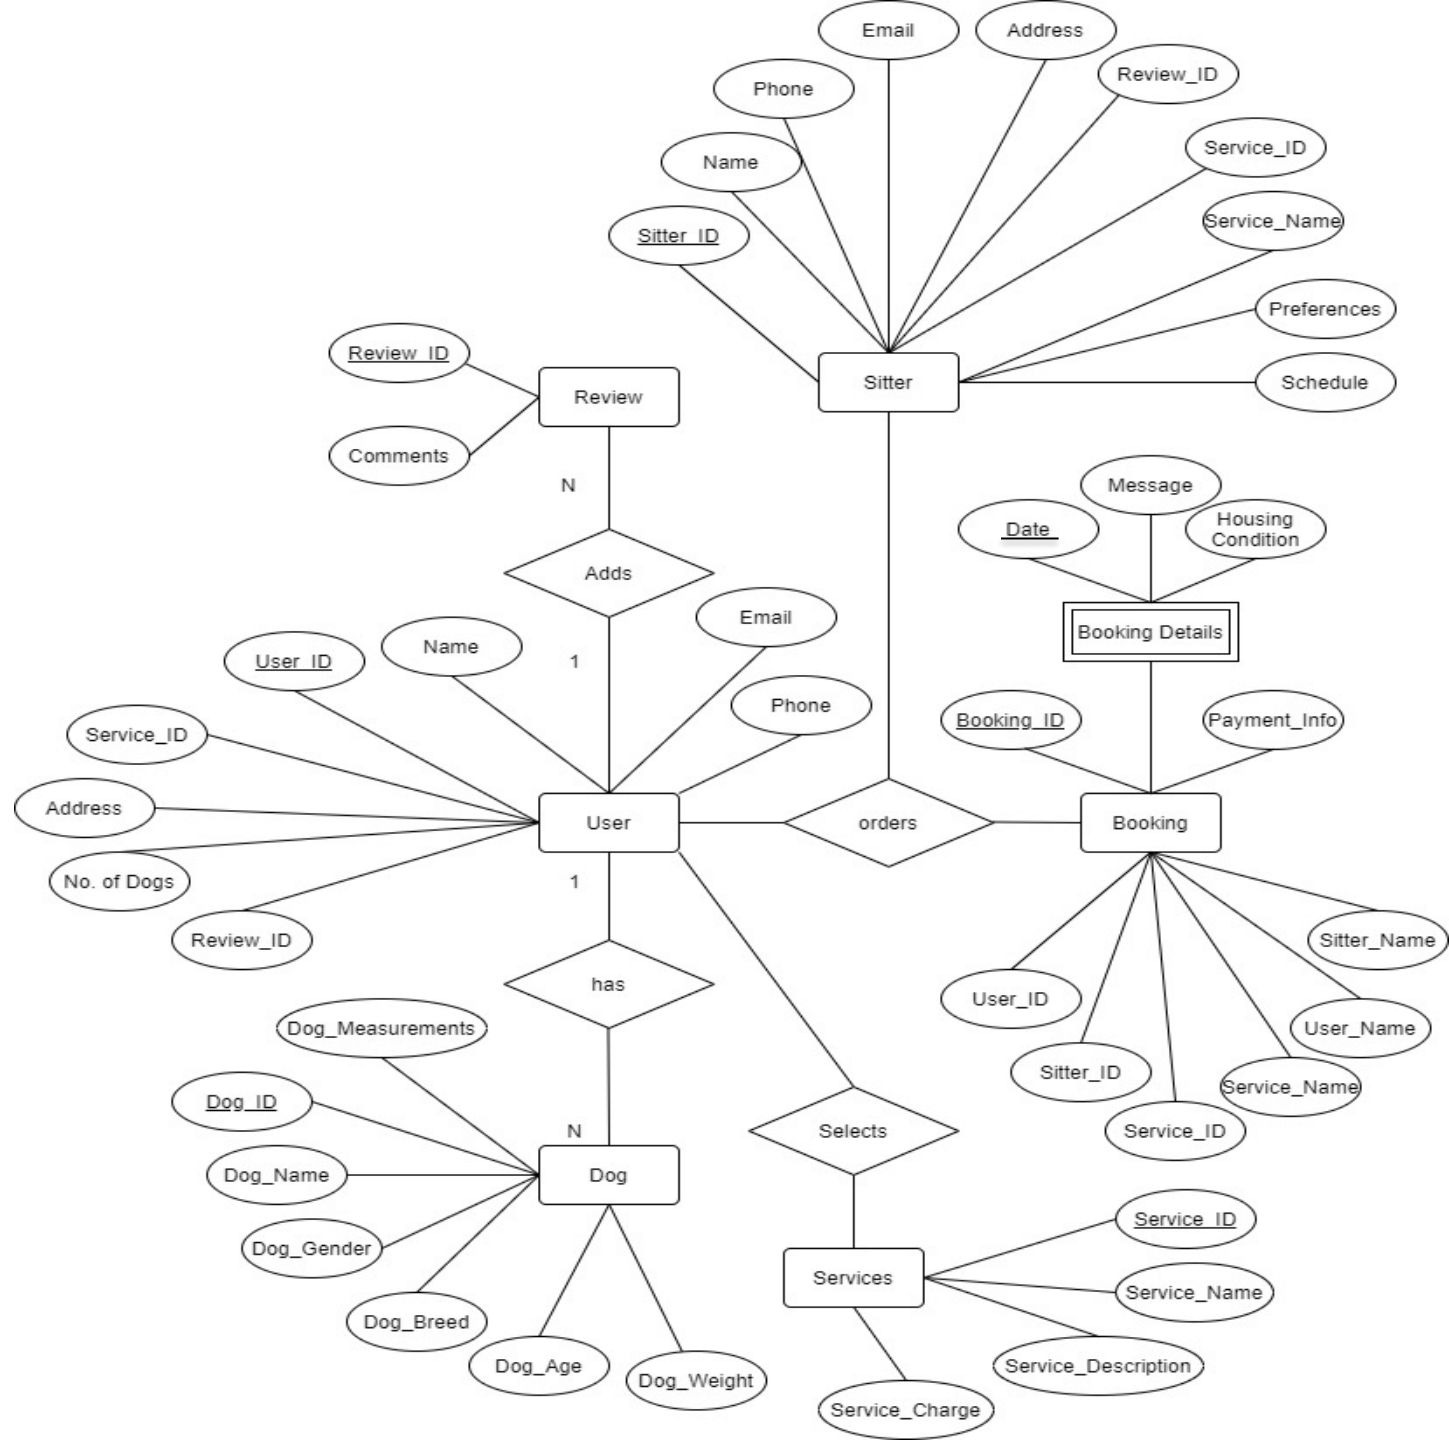 Email
Address
Review_ID
Phone
Service_ID
Name
Service_Name
Sitter_ID
Preferences
Review_ID
Schedule
Sitter
Review
Comments
Message
N
Date
Housing
Condition
Adds
Email
Booking Details
Name
User_ID
1
Phone
Booking_ID
Payment_Info
Service_ID
Address
User
orders
Booking
No. of Dogs
1
Review_ID
Sitter_Name
has
User_ID
Dog_Measurements
User_Name
Sitter_ID
Service_Name
Dog_ID
N
Selects
Service_ID
Dog_Name
Dog
Service_ID
Dog_Gender
Services
Service_Name
Dog_Breed
Dog_Age
Service_Description
Dog_Weight
Service_Charge